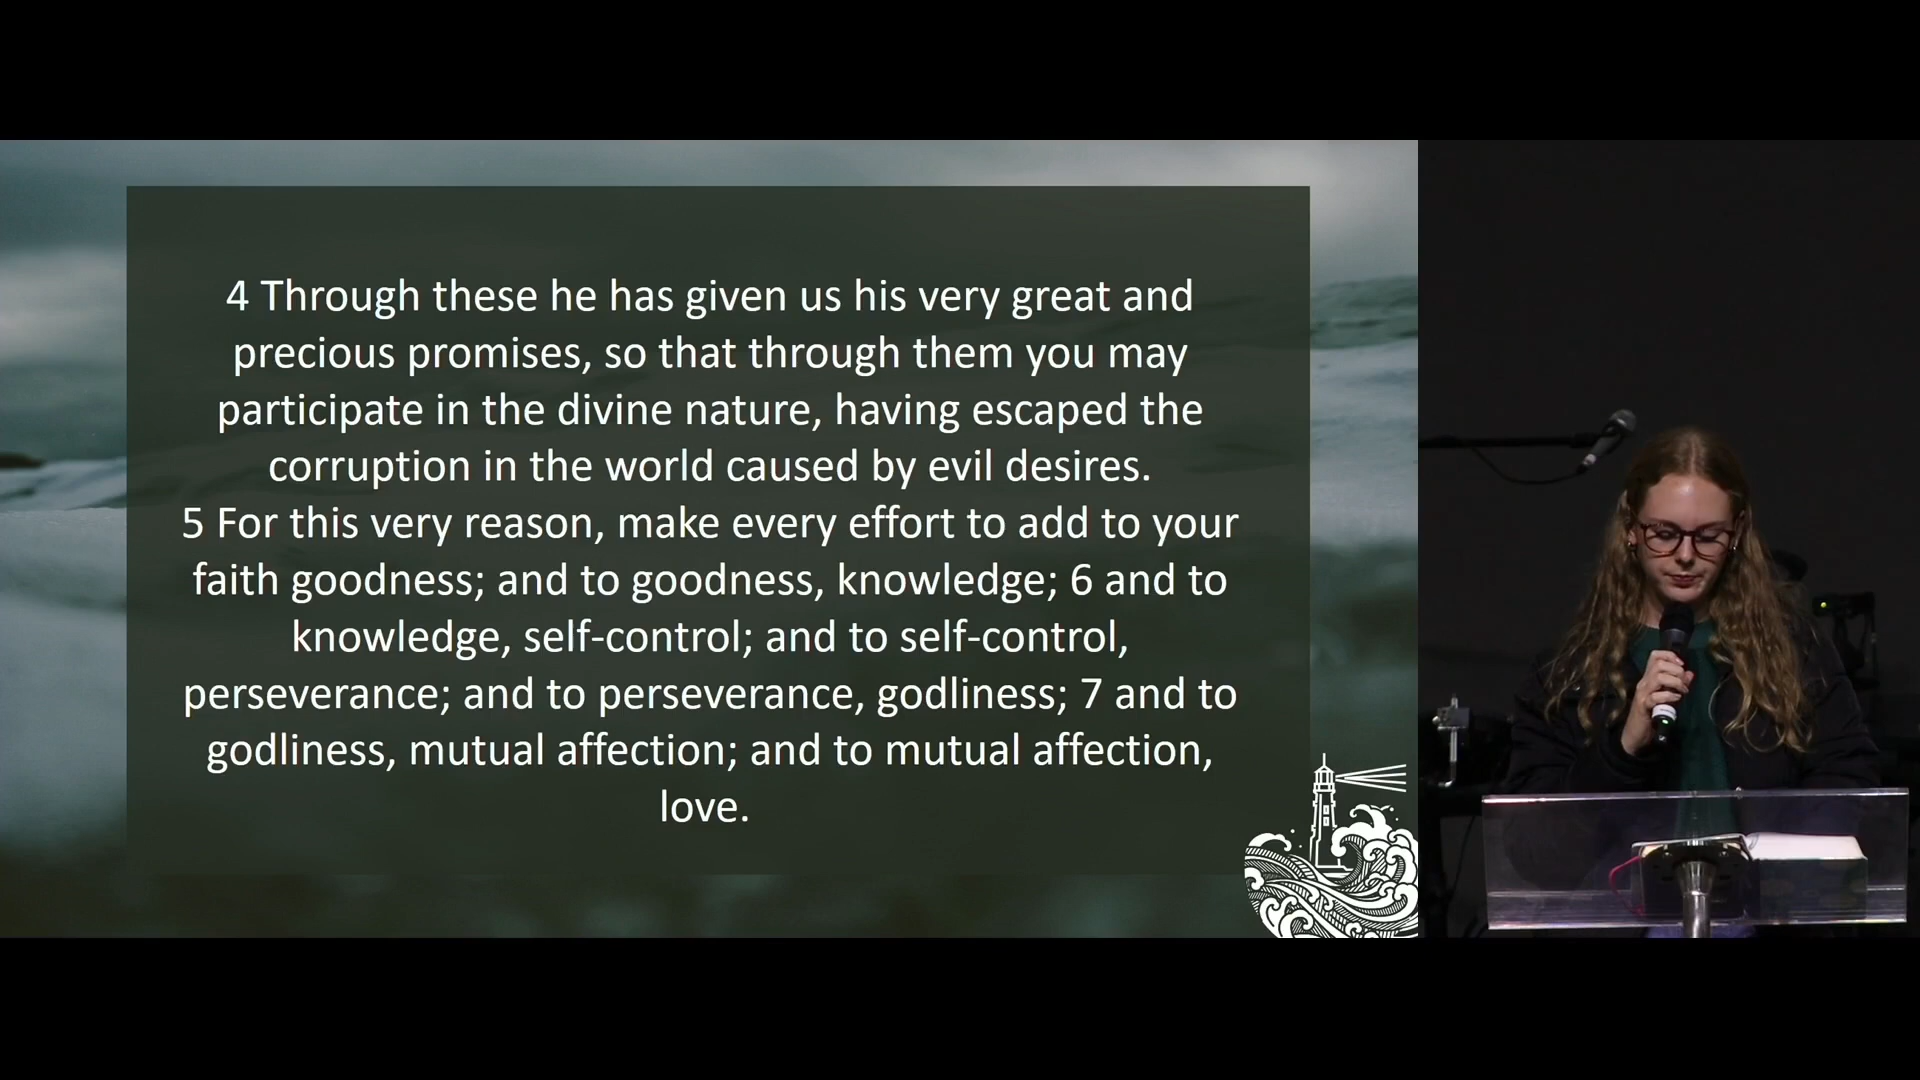 4 Through these he has given us his very great and
precious promises, so that through them you may
participate in the divine nature, having escaped the
corruption in the world caused by evil desires.
5 For this very reason, make every effort to add to your
faith goodness; and to goodness, knowledge; 6 and to
knowledge, self-control; and to self-control,
perseverance; and to perseverance, godliness; 7 and to
godliness, mutual affection; and to mutual affection,
love.